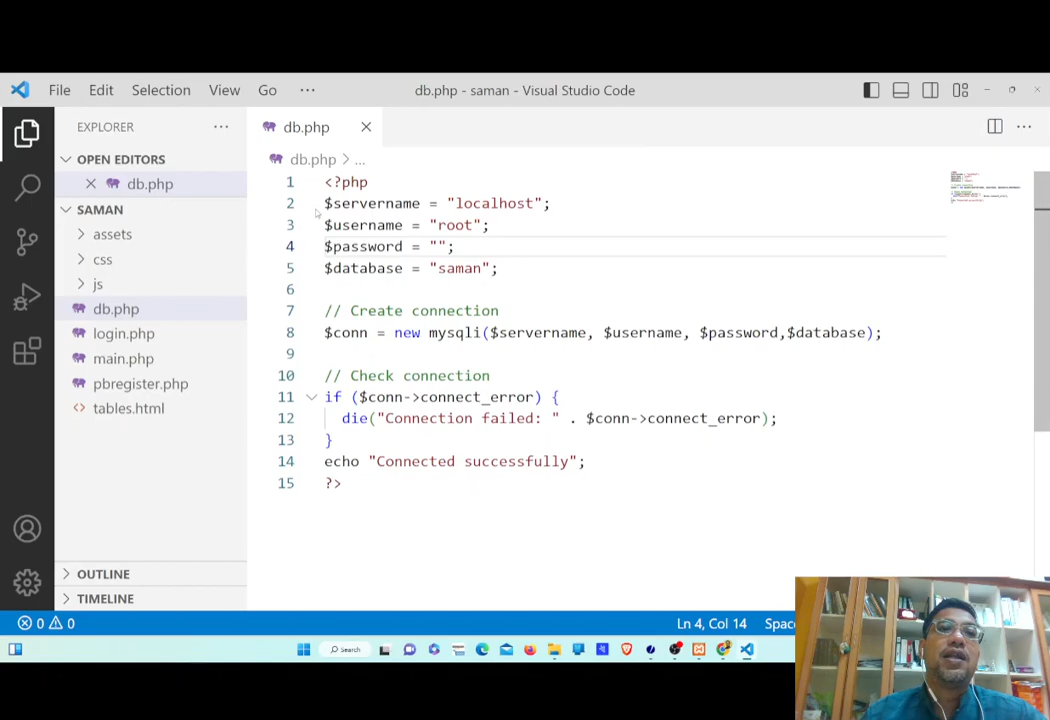 File Edit Selection View Go ···
db.php - saman - Visual Studio Code
EXPLORER ···
OPEN EDITORS
db.php
SAMAN
assets
css
js
db.php
login.php
main.php
pbregister.php
tables.html
OUTLINE
TIMELINE
db.php
db.php > ...
1 <?php
2 $servername = "localhost";
3 $username = "root";
4 $password = "";
5 $database = "saman";
6
7 // Create connection
8 $conn = new mysqli($servername, $username, $password,$database);
9
10 // Check connection
11 if ($conn->connect_error) {
12 die("Connection failed: " . $conn->connect_error);
13 }
14 echo "Connected successfully";
15 ?>
0 0
Ln 4, Col 14
Search